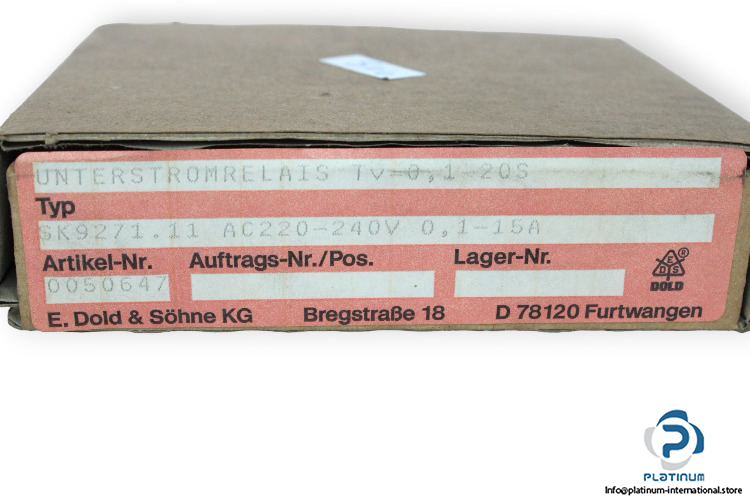 UNTERSTROMRELAIS TV 0,1-20S
Typ
SK9271.11 AC220-240V 0,1-15A
Artikel-Nr. Auftrags-Nr./Pos. Lager-Nr.
0050647
E DS ®
DOLD
E. Dold & Söhne KG Bregstraße 18 D 78120 Furtwangen
PLATINUM
Info@platinum-international.store